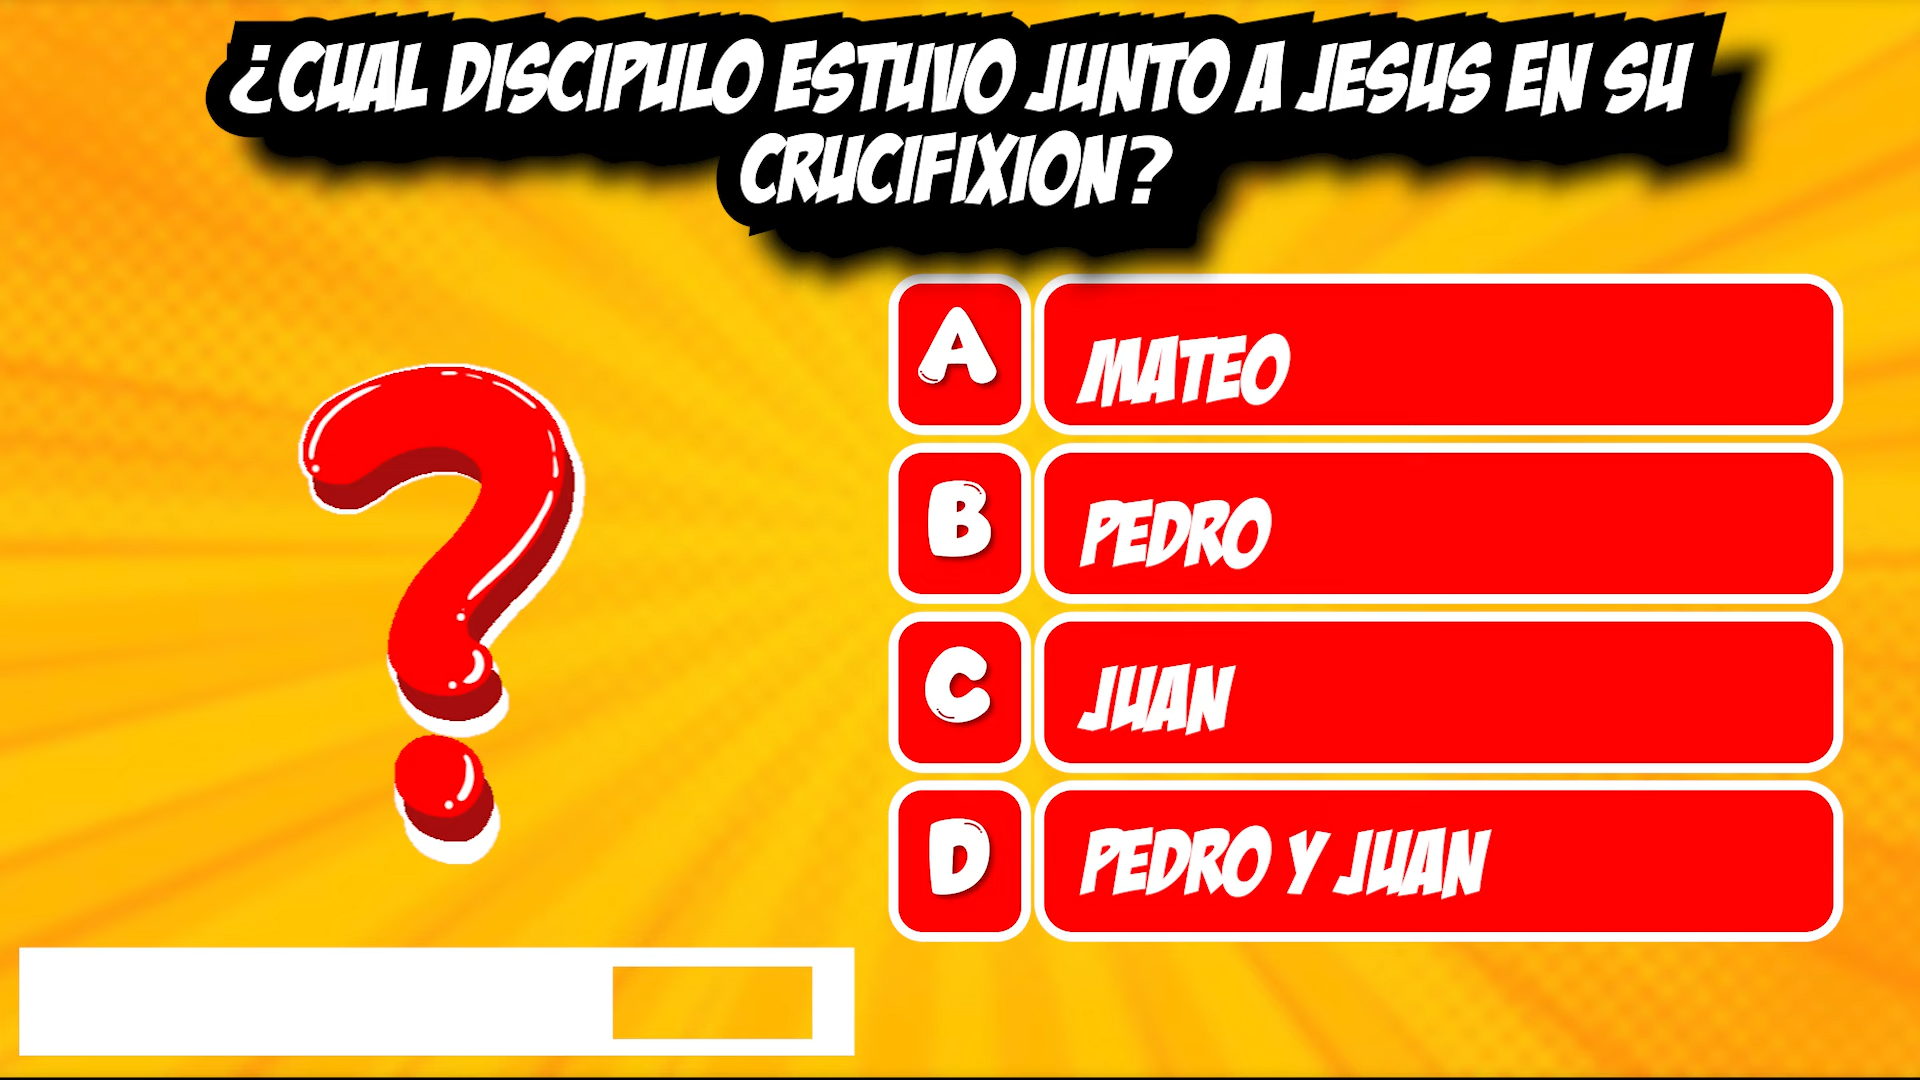 ¿CUAL DISCIPULO ESTUVO JUNTO A JESUS EN SU
CRUCIFIXION?
A MATEO
B PEDRO
C JUAN
D PEDRO Y JUAN